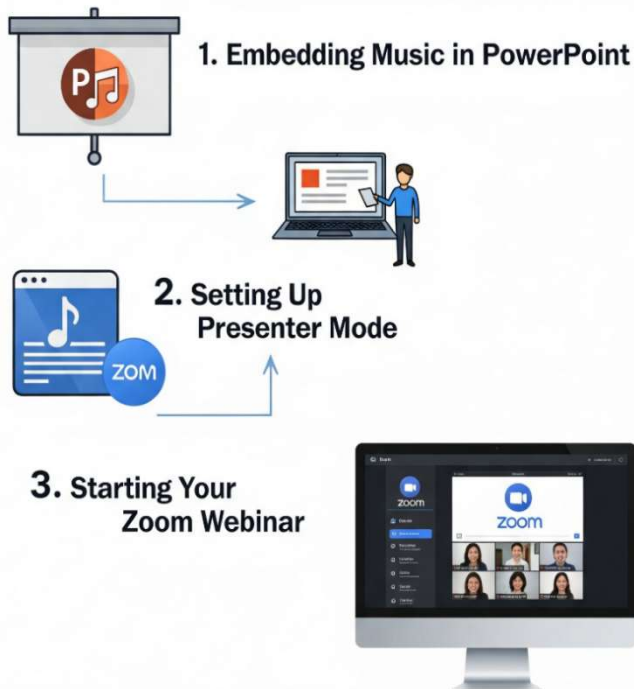 1. Embedding Music in PowerPoint
P
2. Setting Up
Presenter Mode
ZOM
3. Starting Your
Zoom Webinar
zoom
zoom